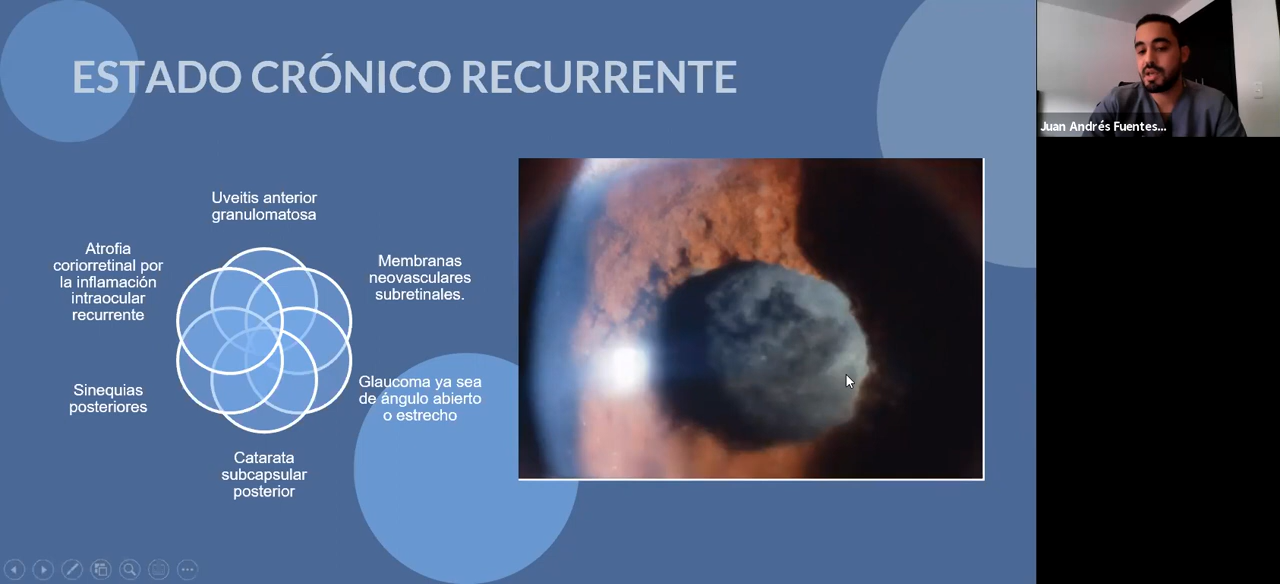 ESTADO CRÓNICO RECURRENTE
Uveitis anterior
granulomatosa
Atrofia
coriorretinal por
la inflamación
intraocular
recurrente
Membranas
neovasculares
subretinales.
Sinequias
posteriores
Glaucoma ya sea
de ángulo abierto
o estrecho
Catarata
subcapsular
posterior
Juan Andrés Fuentes...